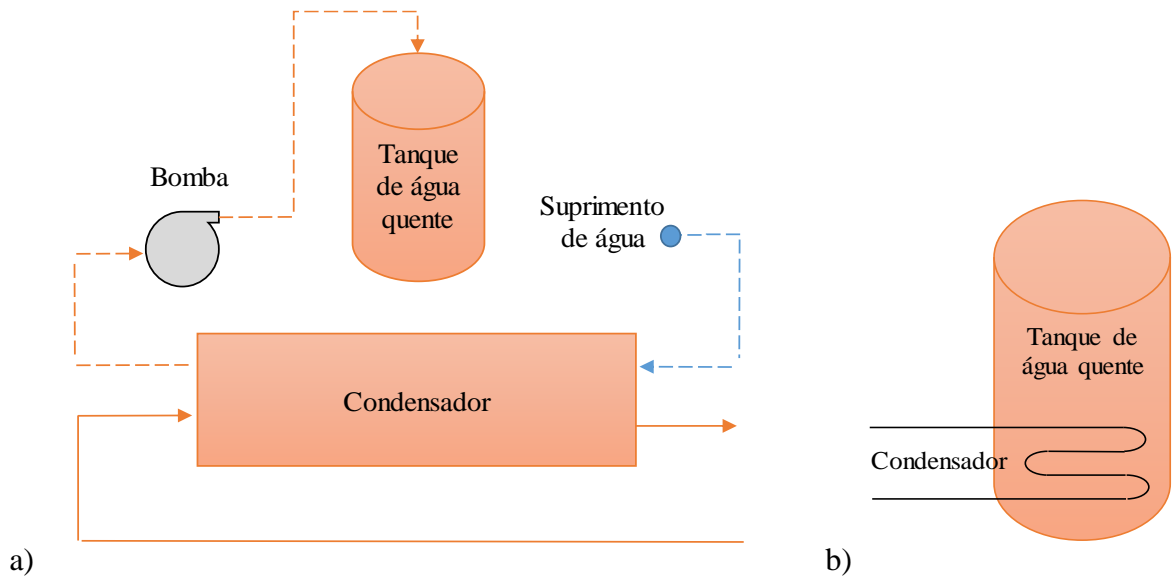 Bomba
Tanque
de água
quente
Suprimento
de água
Condensador
a)
Tanque de
água quente
Condensador
b)